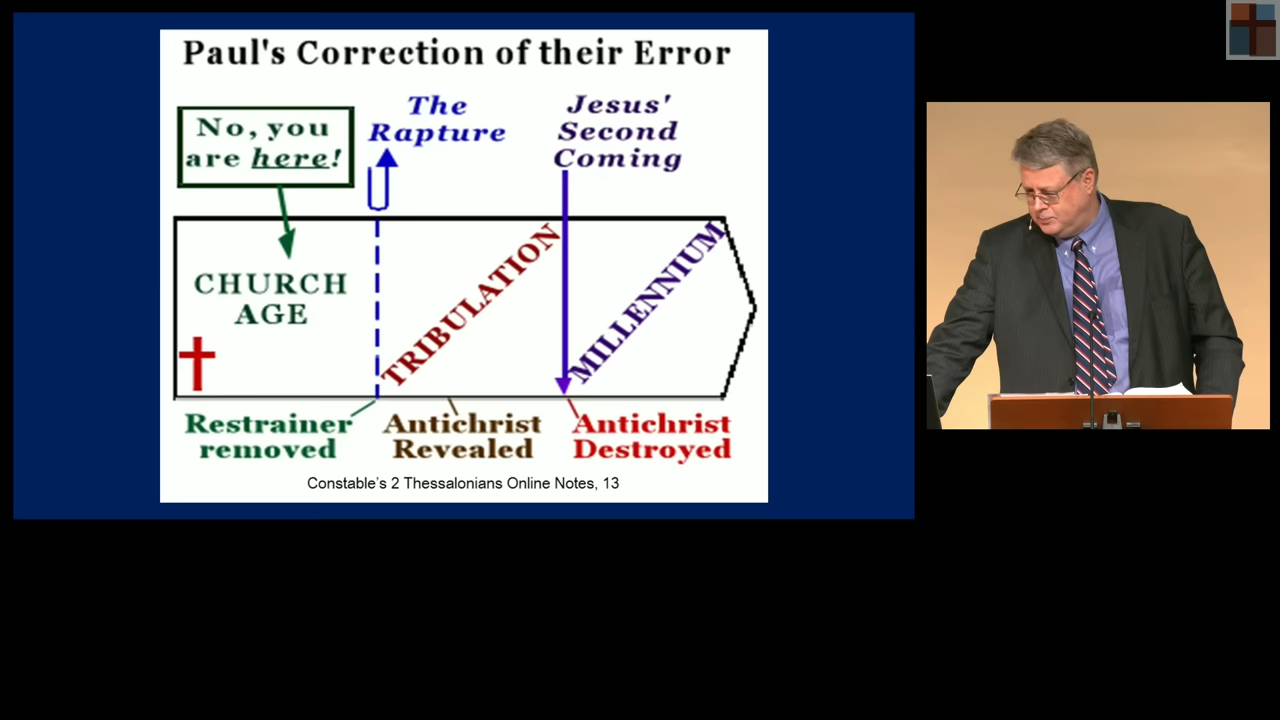 Paul's Correction of their Error
No, you
are here!
The
Rapture
Jesus'
Second
Coming
CHURCH
AGE
TRIBULATION
MILLENNIUM
Restrainer
removed
Antichrist
Revealed
Antichrist
Destroyed
Constable's 2 Thessalonians Online Notes, 13